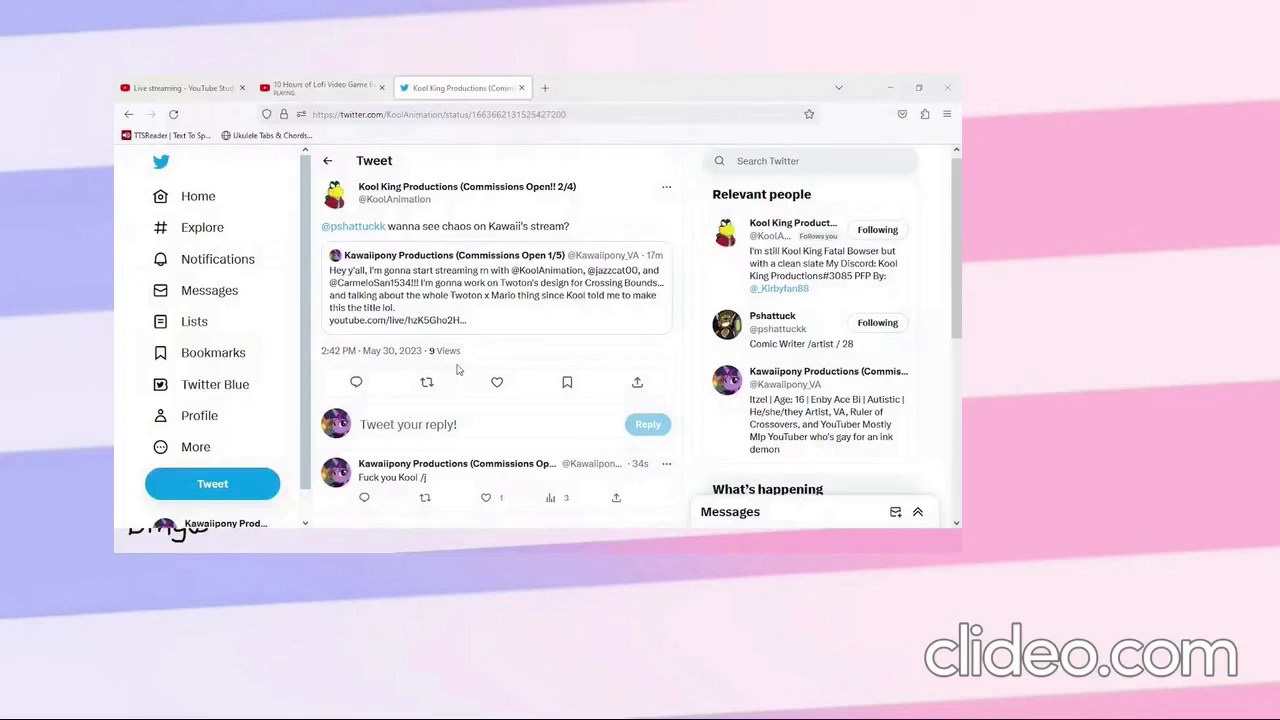 Live streaming - YouTube Stud
10 Hours of Lofi Video Game B
PLAYING
Kool King Productions (Comm
https://twitter.com/KoolAnimation/status/1663662131525427200
TTSReader | Text To Sp...
Ukulele Tabs & Chords...
Home
Explore
Notifications
Messages
Lists
Bookmarks
Twitter Blue
Profile
More
Tweet
Kawaiipony Prod...
Tweet
Kool King Productions (Commissions Open!! 2/4)
@KoolAnimation
@pshattuckk wanna see chaos on Kawaii's stream?
Kawaiipony Productions (Commissions Open 1/5) @Kawaiipony_VA · 17m
Hey y'all, I'm gonna start streaming rn with @KoolAnimation, @jazzcat00, and
@CarmeloSan1534!!! I'm gonna work on Twoton's design for Crossing Bounds...
and talking about the whole Twoton x Mario thing since Kool told me to make
this the title lol.
youtube.com/live/hzK5Gho2H...
2:42 PM · May 30, 2023 · 9 Views
Tweet your reply!
Reply
Kawaiipony Productions (Commissions Op... @Kawaiipon... · 34s
Fuck you Kool /j
1
3
Search Twitter
Relevant people
Kool King Product...
@KoolA... Follows you
Following
I'm still Kool King Fatal Bowser but
with a clean slate My Discord: Kool
King Productions#3085 PFP By:
@_Kirbyfan88
Pshattuck
@pshattuckk
Following
Comic Writer /artist / 28
Kawaiipony Productions (Commis...
@Kawaiipony_VA
Itzel | Age: 16 | Enby Ace Bi | Autistic |
He/she/they Artist, VA, Ruler of
Crossovers, and YouTuber Mostly
Mlp YouTuber who's gay for an ink
demon
What's happening
Messages
clideo.com